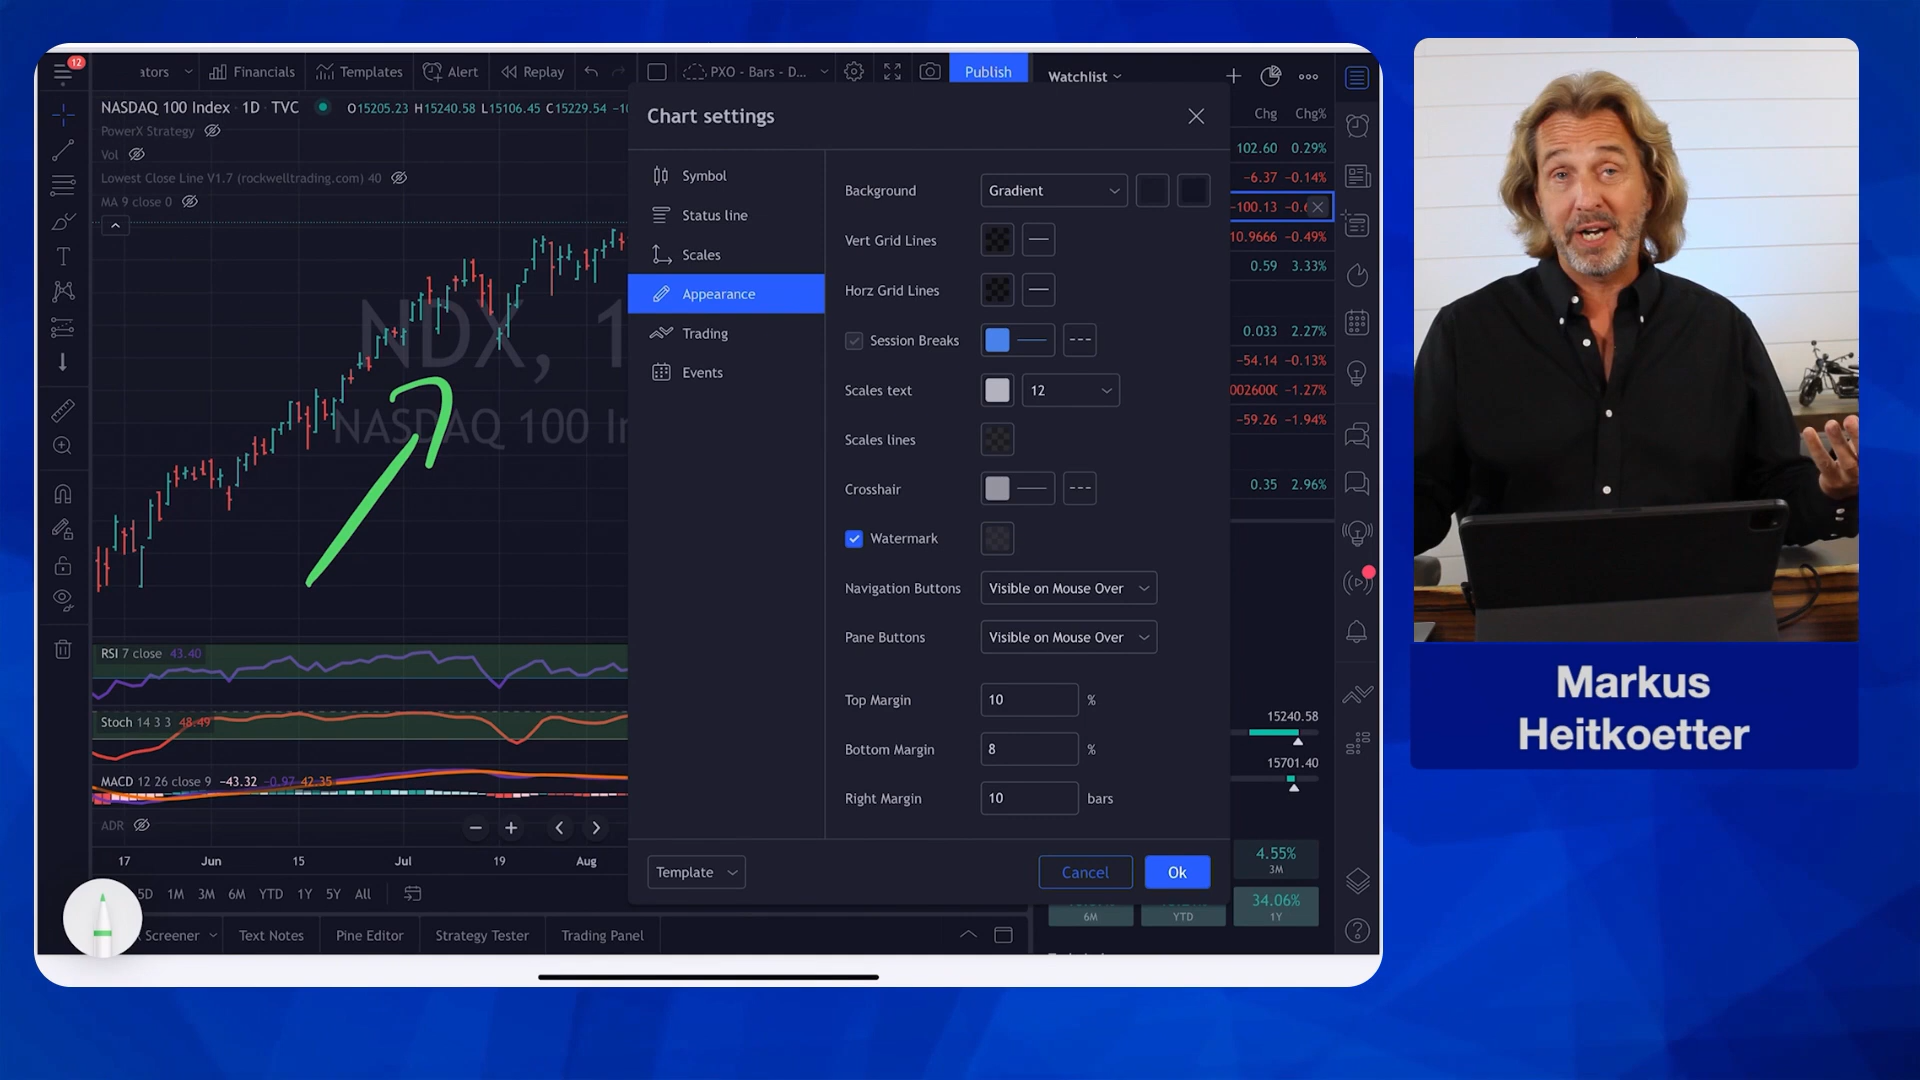 12
ators
Financials
Templates
Alert
Replay
PXO - Bars - D...
Publish
Watchlist
NASDAQ 100 Index · 1D · TVC
O15205.23 H15240.58 L15106.45 C15229.54 −10
PowerX Strategy
Vol
Lowest Close Line V1.7 (rockwelltrading.com) 40
MA 9 close 0
NDX, 1
NASDAQ 100 In
RSI 7 close 43.40
Stoch 14 3 3 48.49
MACD 12 26 close 9 −43.32 −0.97 42.35
ADR
17 Jun 15 Jul 19 Aug
5D 1M 3M 6M YTD 1Y 5Y All
Screener
Text Notes
Pine Editor
Strategy Tester
Trading Panel
Chart settings
Symbol
Status line
Scales
Appearance
Trading
Events
Background Gradient
Vert Grid Lines
Horz Grid Lines
Session Breaks
Scales text 12
Scales lines
Crosshair
Watermark
Navigation Buttons Visible on Mouse Over
Pane Buttons Visible on Mouse Over
Top Margin 10 %
Bottom Margin 8 %
Right Margin 10 bars
Template
Cancel
Ok
Chg Chg%
102.60 0.29%
−6.37 −0.14%
−100.13
10.9666 −0.49%
0.59 3.33%
0.033 2.27%
−54.14 −0.13%
−1.27%
−59.26 −1.94%
0.35 2.96%
15240.58
15701.40
4.55%
3M
34.06%
6M YTD 1Y
Markus
Heitkoetter